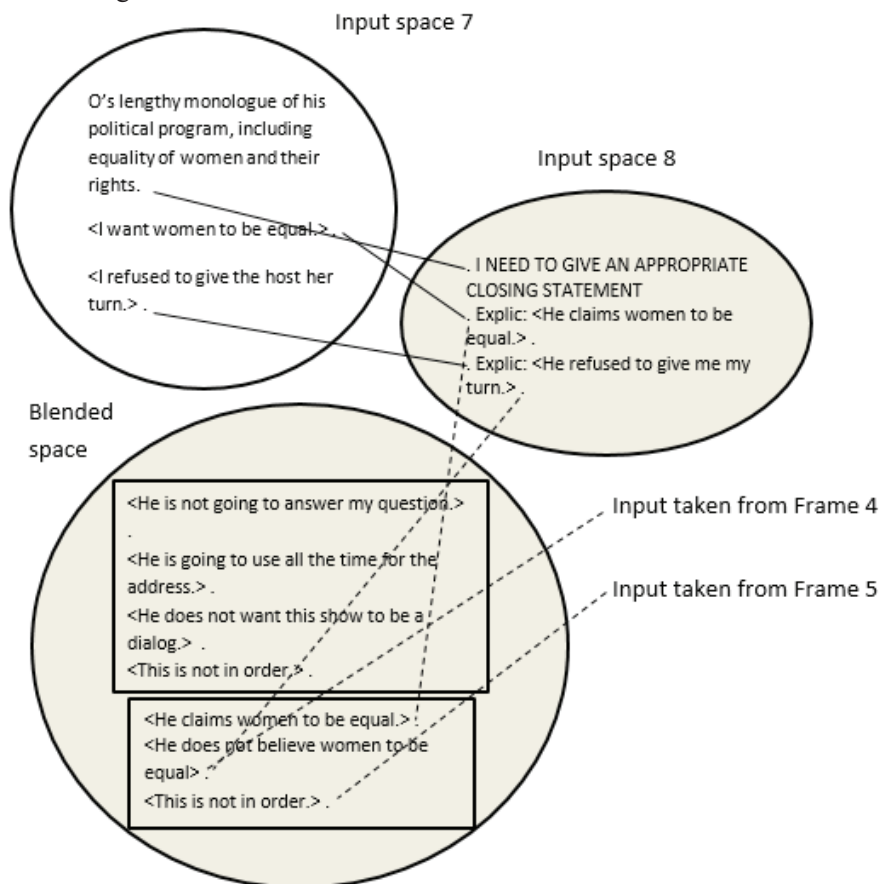 Input space 7
O's lengthy monologue of his
political program, including
equality of women and their
rights.
<I want women to be equal.> .
<I refused to give the host her
turn.> .
Input space 8
. I NEED TO GIVE AN APPROPRIATE
CLOSING STATEMENT
. Explic: <He claims women to be
equal.> .
. Explic: <He refused to give me my
turn.> .
Blended
space
<He is not going to answer my question.>
.
<He is going to use all the time for the
address.> .
<He does not want this show to be a
dialog.> .
<This is not in order.> .
<He claims women to be equal.> .
<He does not believe women to be
equal> .
<This is not in order.> .
Input taken from Frame 4
Input taken from Frame 5